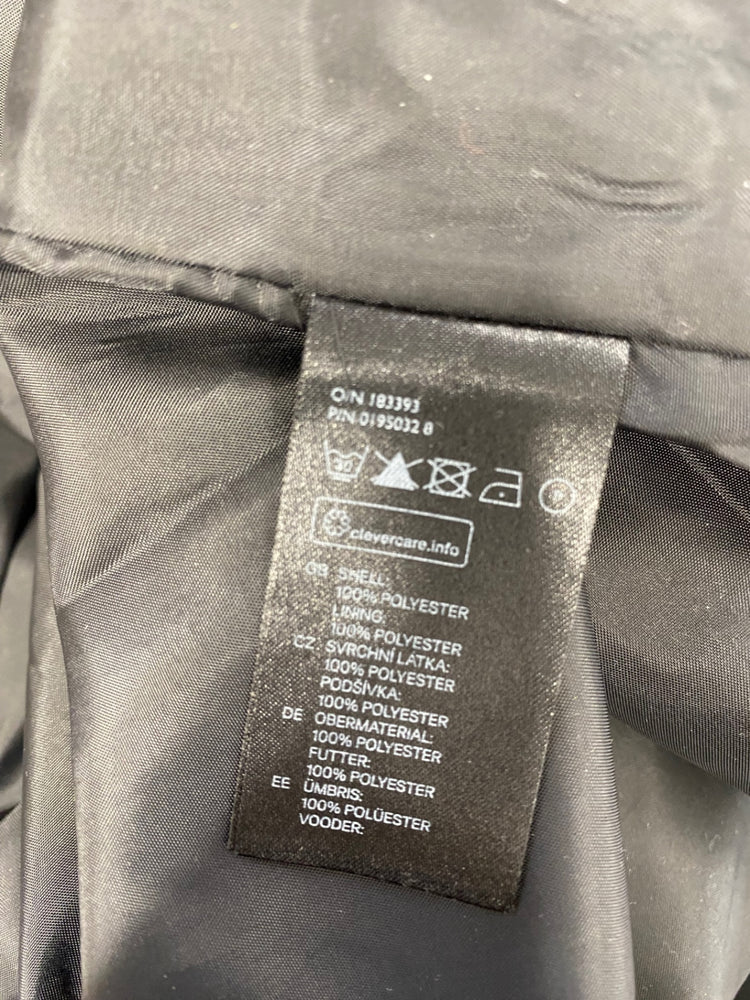 O/N 183393
P/N 0195032 8
30
P
clevercare.info
GB SHELL:
100% POLYESTER
LINING:
100% POLYESTER
CZ SVRCHNÍ LÁTKA:
100% POLYESTER
PODŠÍVKA:
100% POLYESTER
DE OBERMATERIAL:
100% POLYESTER
FUTTER:
100% POLYESTER
EE ÜMBRIS:
100% POLÜESTER
VOODER: